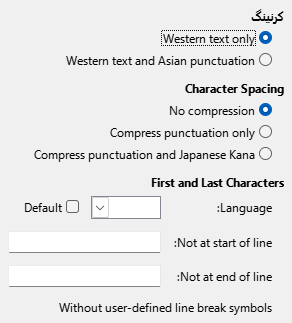 کرنینگ
Western text only
Western text and Asian punctuation
Character Spacing
No compression
Compress punctuation only
Compress punctuation and Japanese Kana
First and Last Characters
Language: Default
Not at start of line:
Not at end of line:
Without user-defined line break symbols